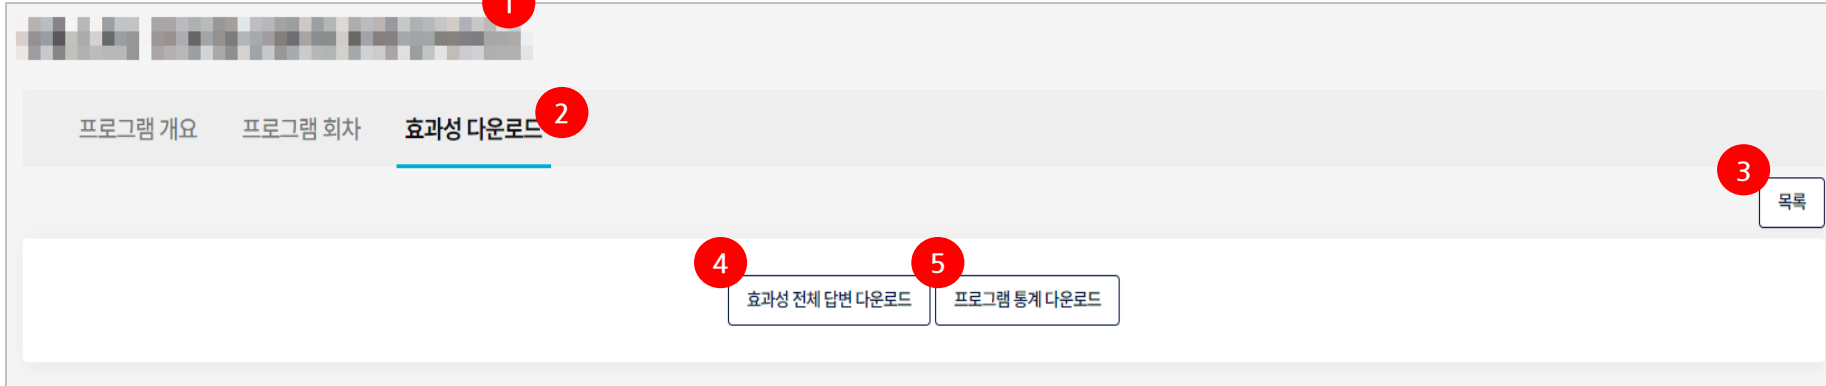 1
프로그램 개요 프로그램 회차 효과성 다운로드 2
3
목록
4 5
효과성 전체 답변 다운로드 프로그램 통계 다운로드